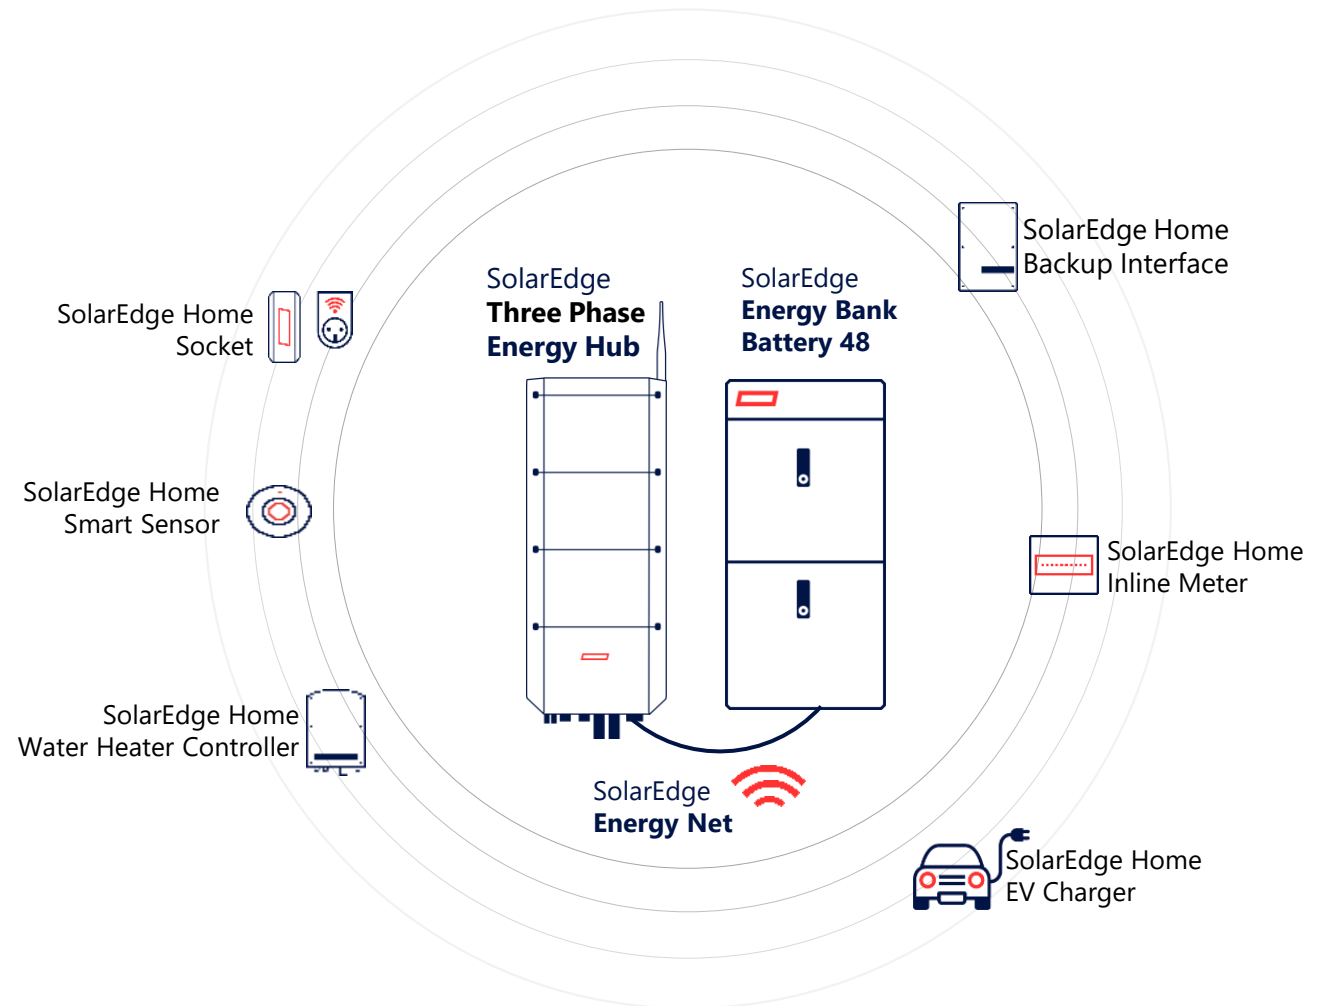 SolarEdge Home
Backup Interface
SolarEdge
Three Phase
Energy Hub
SolarEdge
Energy Bank
Battery 48
SolarEdge Home
Socket
SolarEdge Home
Smart Sensor
SolarEdge Home
Inline Meter
SolarEdge Home
Water Heater Controller
SolarEdge
Energy Net
SolarEdge Home
EV Charger